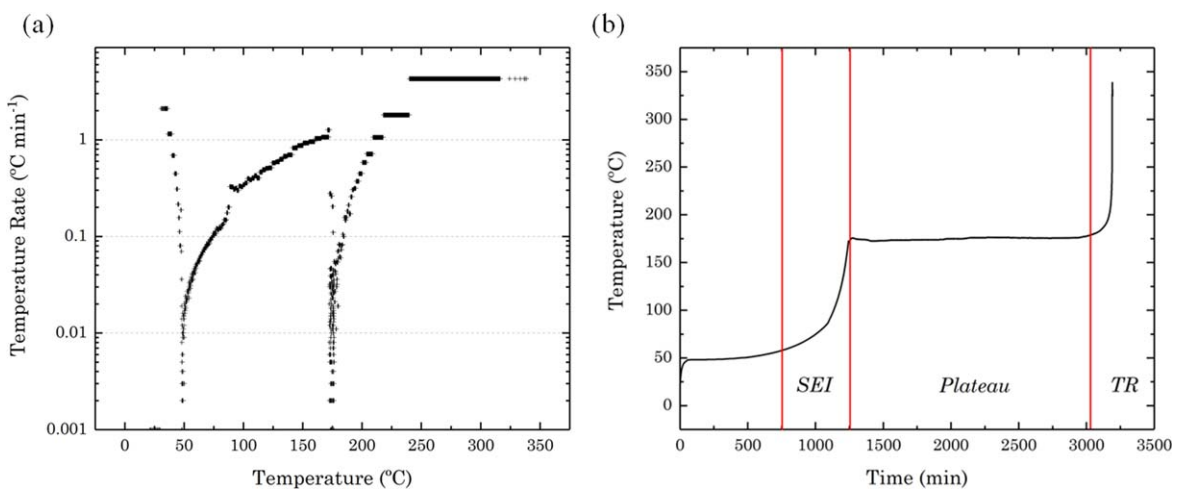 (a)
Temperature Rate (ºC min-1)
1
0.1
0.01
0.001
0 50 100 150 200 250 300 350
Temperature (ºC)
(b)
Temperature (ºC)
350
300
250
200
150
100
50
0
SEI Plateau TR
0 500 1000 1500 2000 2500 3000 3500
Time (min)